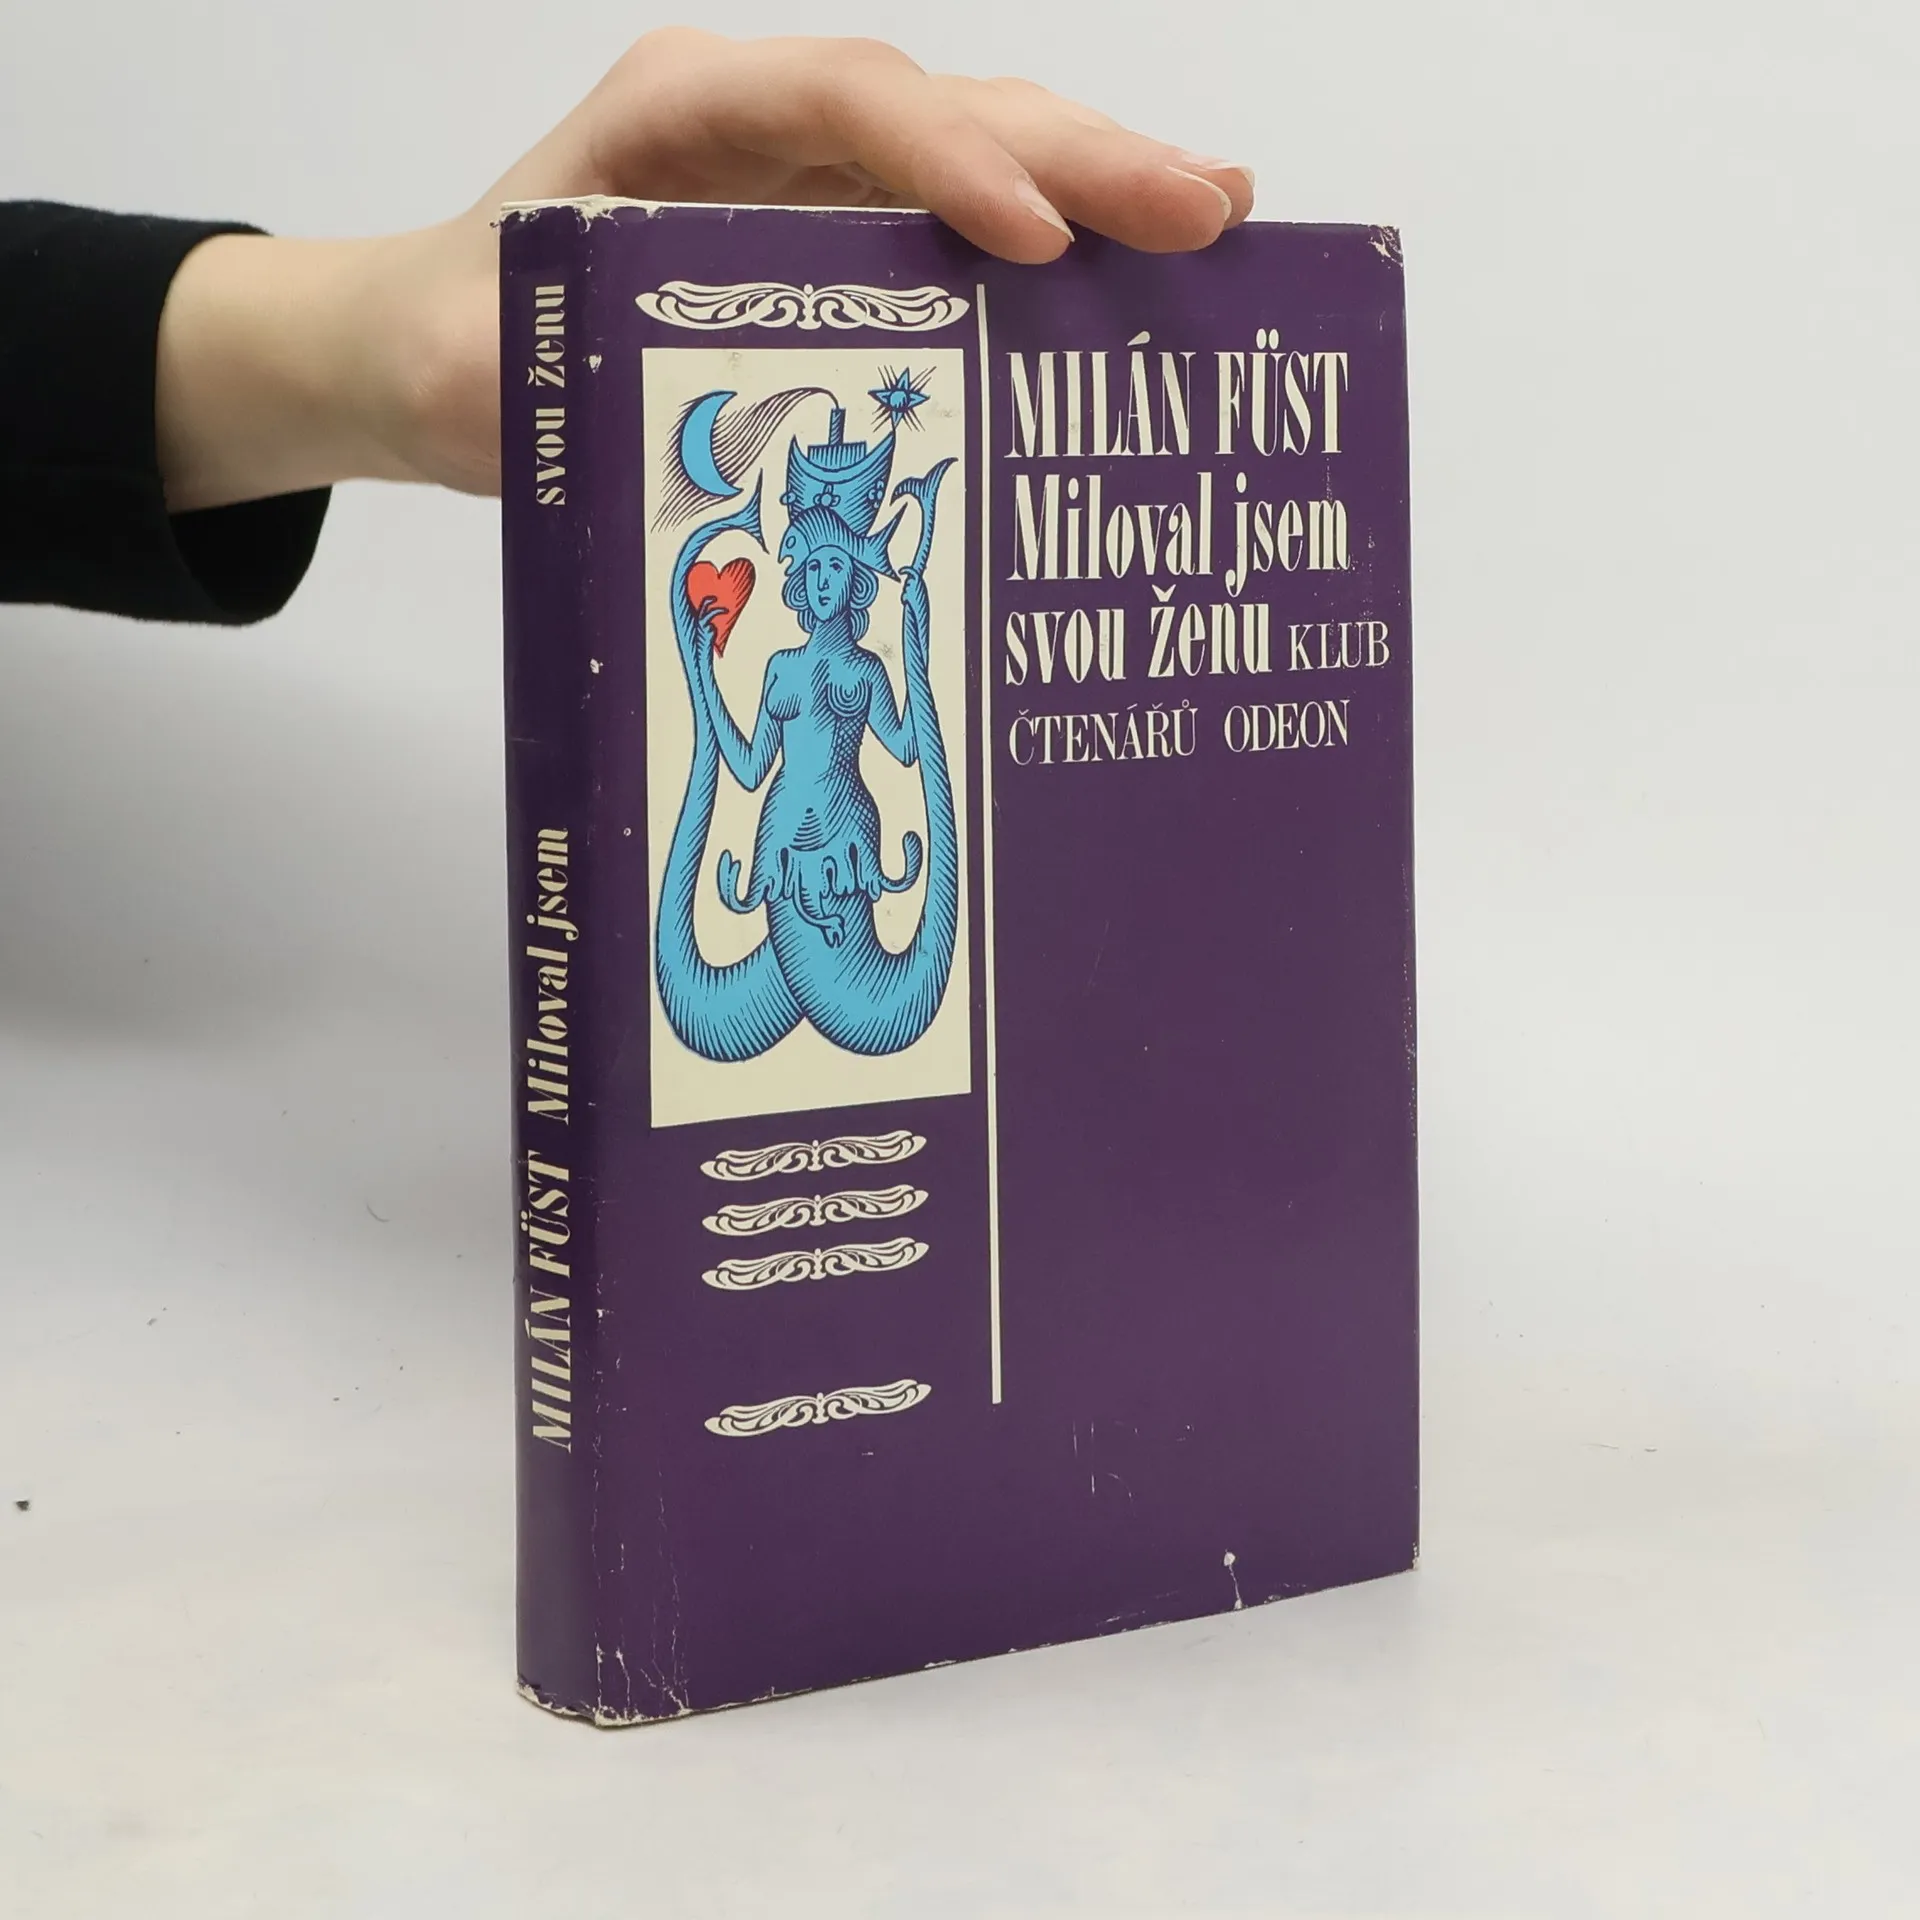 MILÁN FÜST
Miloval jsem
svou ženu KLUB
ČTENÁŘŮ ODEON
MILÁN FÜST Miloval jsem svou ženu